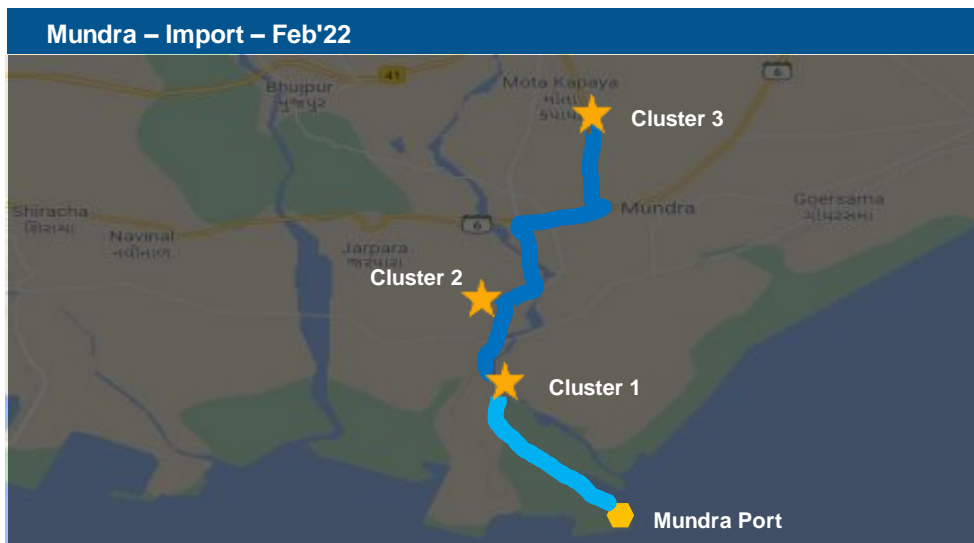 Mundra – Import – Feb'22
41
6
Bhujpur
ભુજપુર
Mota Kapaya
મોટા
Cluster 3
Shiracha
Navinal
નવીનાળ
6
Mundra
Goersama
Jarpara
જરપારા
Cluster 2
Cluster 1
Mundra Port